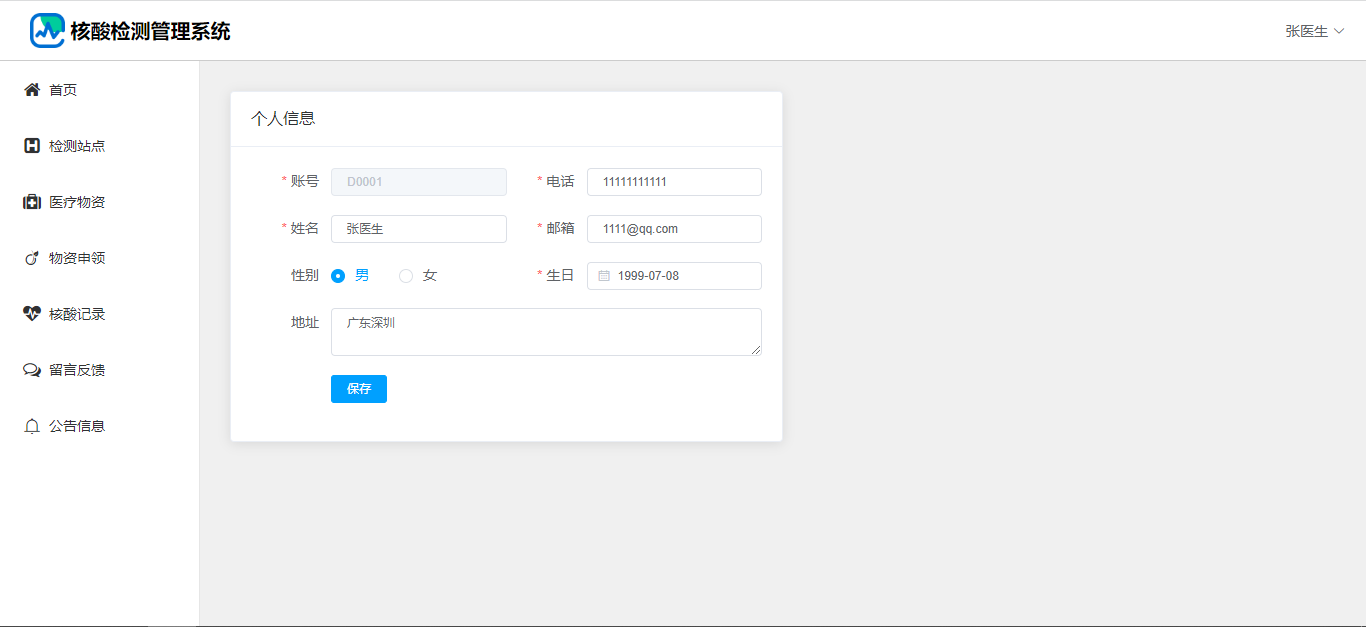 核酸检测管理系统
张医生
首页
检测站点
医疗物资
物资申领
核酸记录
留言反馈
公告信息
个人信息
* 账号 D0001 * 电话 11111111111
* 姓名 张医生 * 邮箱 1111@qq.com
性别 男 女 * 生日 1999-07-08
地址 广东深圳
保存